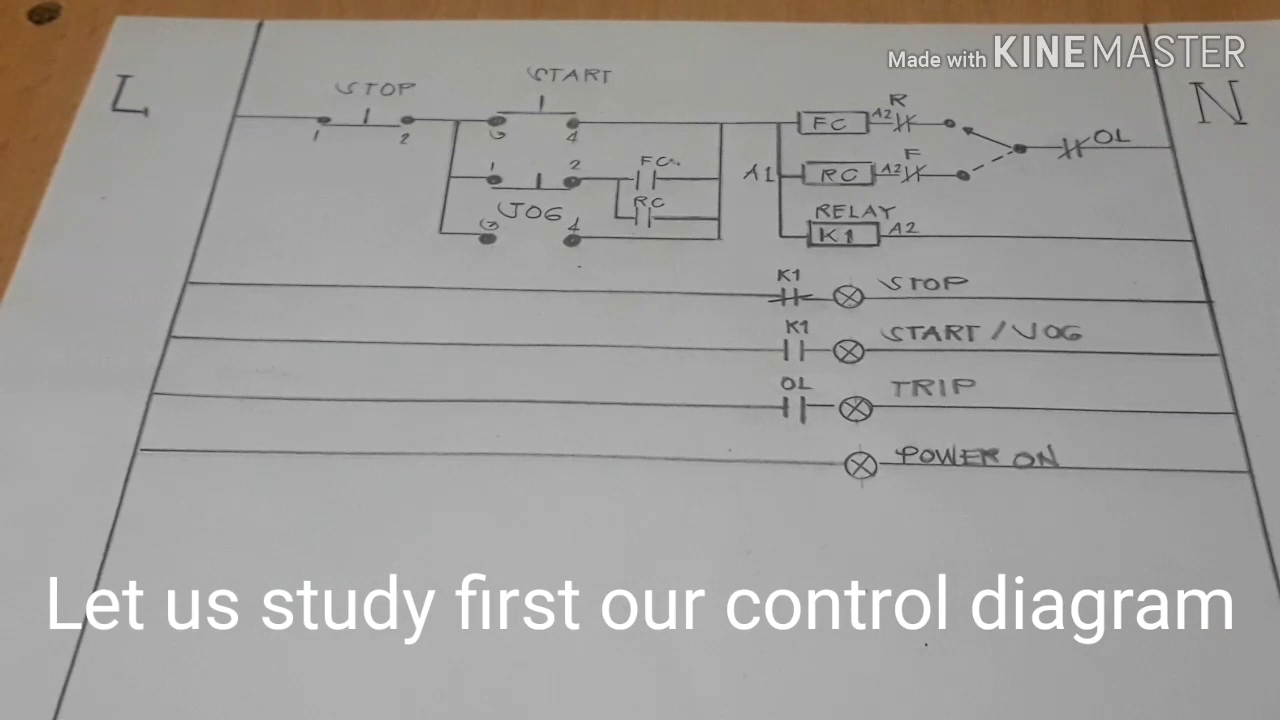 Made with KINEMASTER
L
N
STOP
START
1 2
3 4
R
FC A2
OL
1 2
FC
A1
F
RC A2
JOG
RC
3 4
RELAY
K1 A2
K1
STOP
K1
START / JOG
OL
TRIP
POWER ON
Let us study first our control diagram